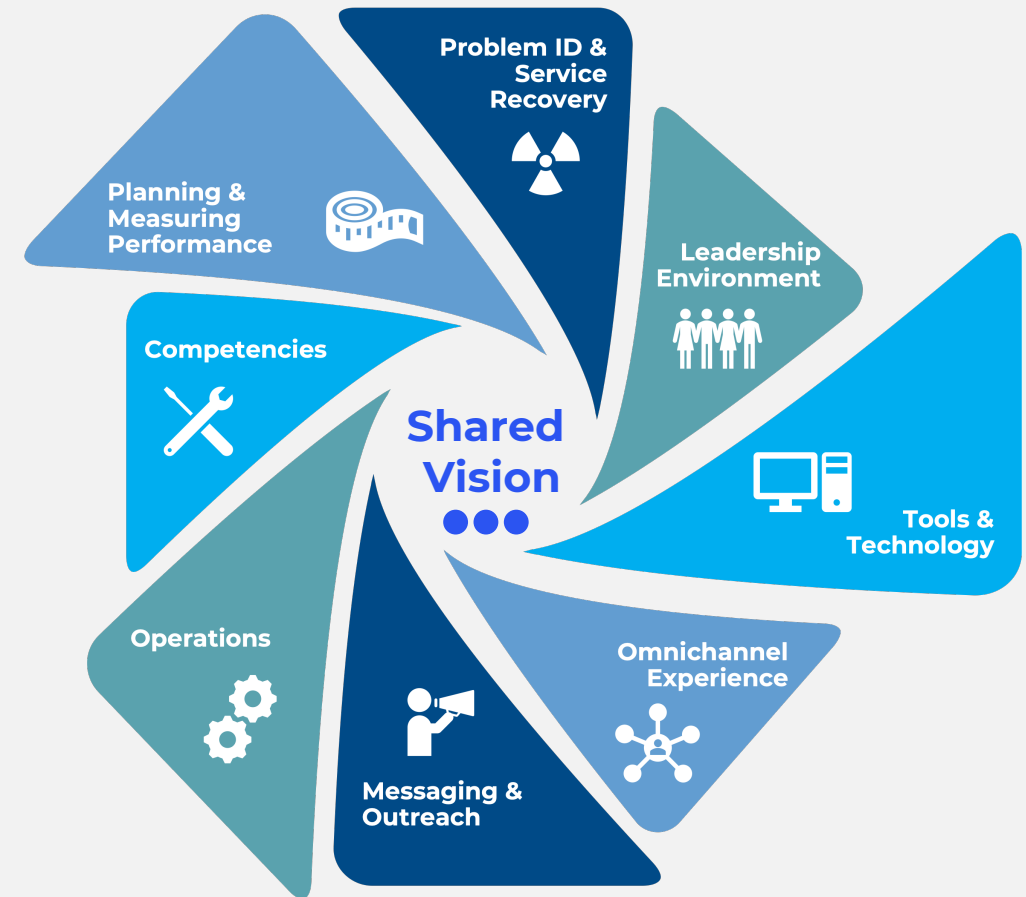 Problem ID &
Service
Recovery
Leadership
Environment
Tools &
Technology
Omnichannel
Experience
Messaging &
Outreach
Operations
Competencies
Planning &
Measuring
Performance
Shared
Vision